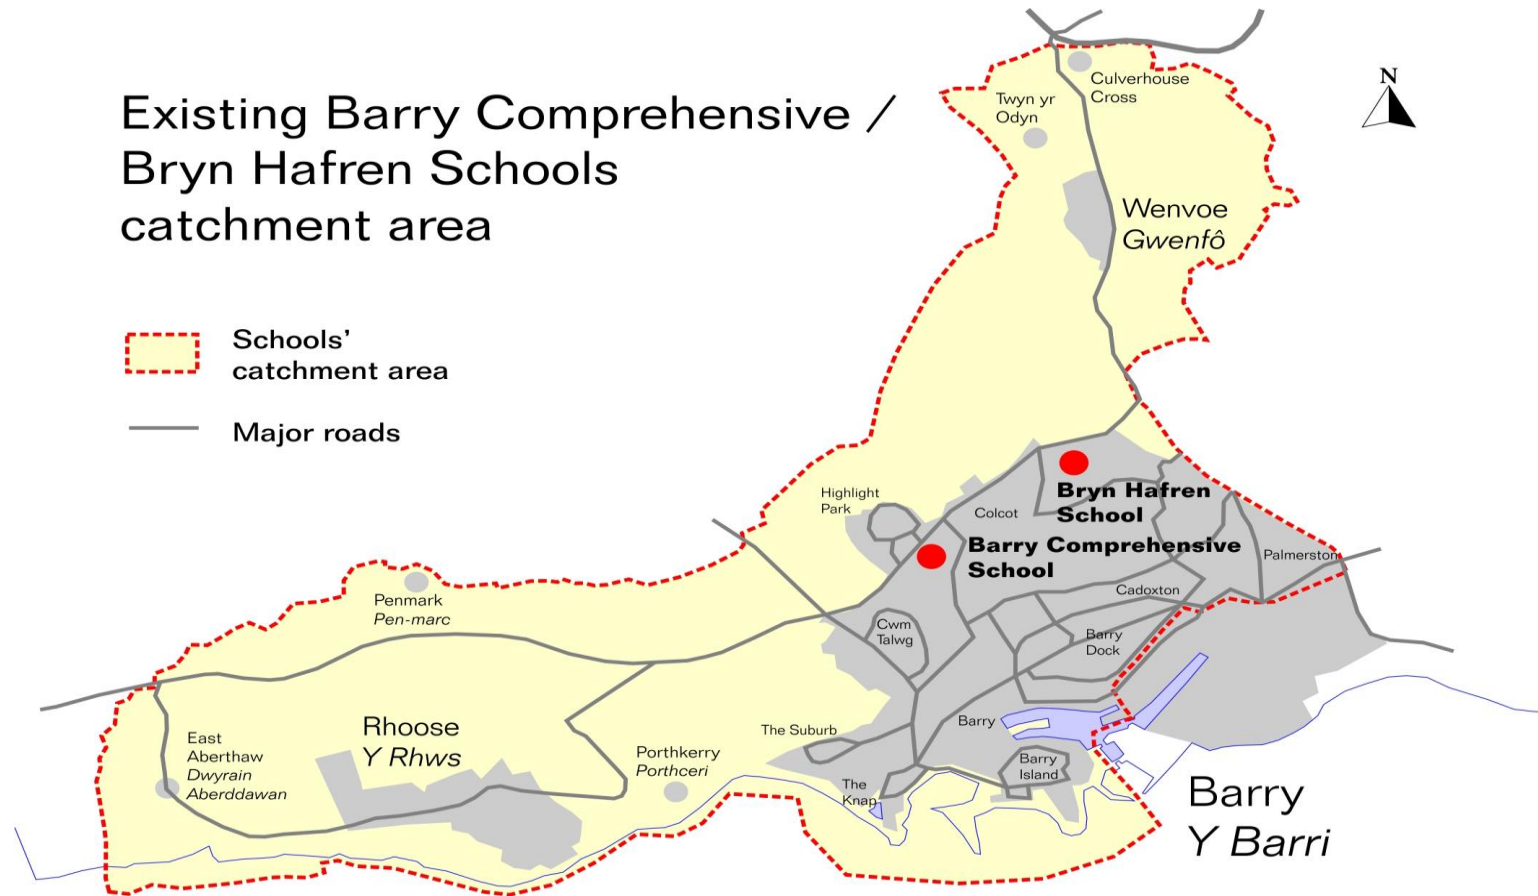 Existing Barry Comprehensive /
Bryn Hafren Schools
catchment area
Schools’
catchment area
Major roads
N
Culverhouse
Cross
Twyn yr
Odyn
Wenvoe
Gwenfô
Highlight
Park
Colcot
Bryn Hafren
School
Barry Comprehensive
School
Palmerston
Cadoxton
Penmark
Pen-marc
Cwm
Talwg
Barry
Dock
Rhoose
Y Rhws
East
Aberthaw
Dwyrain
Aberddawan
Porthkerry
Porthceri
The Suburb
Barry
Barry
Island
The
Knap
Barry
Y Barri